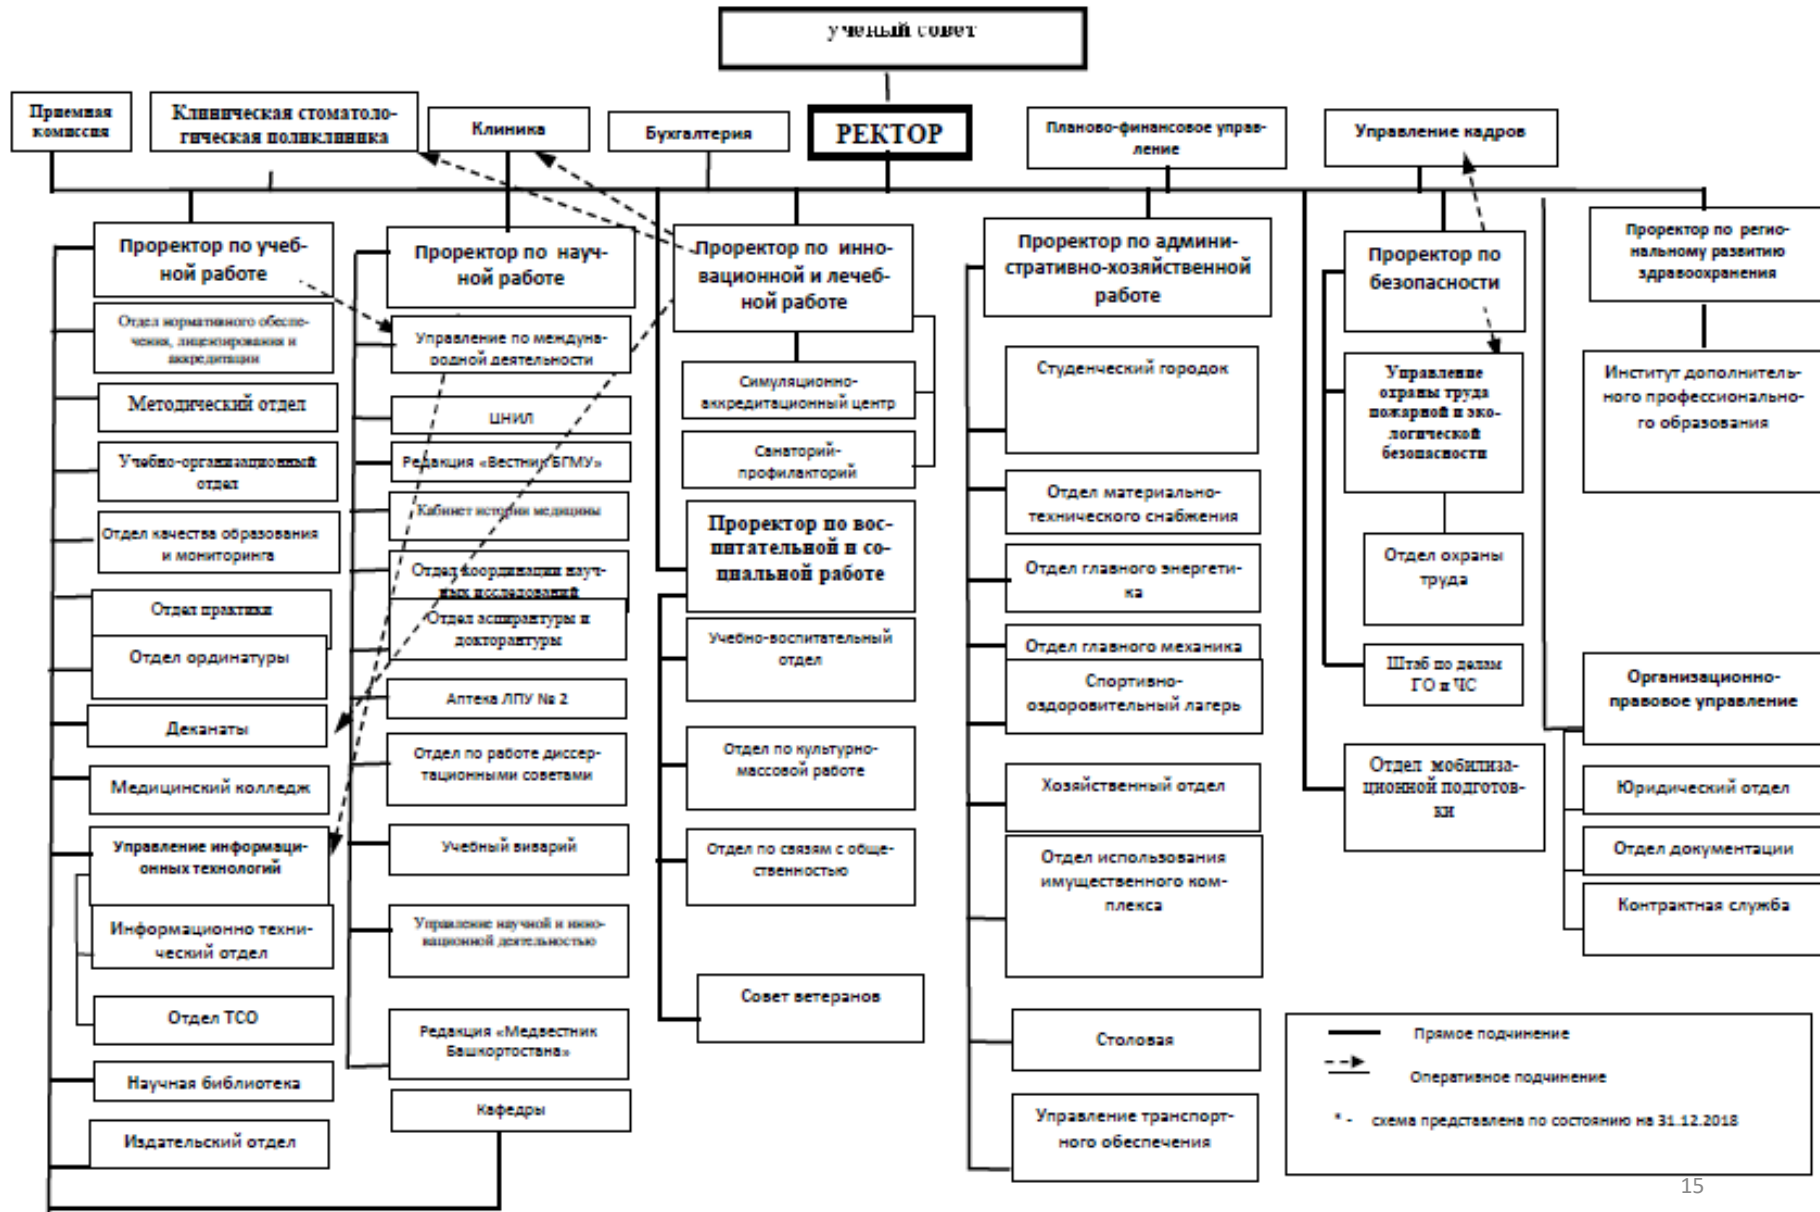 ученый совет
Приемная
комиссия
Клиническая стоматоло-
гическая поликлиника
Клиника
Бухгалтерия
РЕКТОР
Планово-финансовое управ-
ление
Управление кадров
Проректор по учеб-
ной работе
Отдел нормативного обеспе-
чения, лицензирования и
аккредитации
Методический отдел
Учебно-организационный
отдел
Отдел качества образования
и мониторинга
Отдел практики
Отдел ординатуры
Деканаты
Медицинский колледж
Управление информаци-
онных технологий
Информационно техни-
ческий отдел
Отдел ТСО
Научная библиотека
Издательский отдел
Проректор по науч-
ной работе
Управление по междуна-
родной деятельности
ЦНИЛ
Редакция «Вестник БГМУ»
Кабинет истории медицины
Отдел координации науч-
ных исследований
Отдел аспирантуры и
докторантуры
Аптека ЛПУ № 2
Отдел по работе диссер-
тационными советами
Учебный виварий
Управление научной и инно-
вационной деятельностью
Редакция «Медвестник
Башкортостана»
Кафедры
Проректор по инно-
вационной и лечеб-
ной работе
Симуляционно-
аккредитационный центр
Санаторий-
профилакторий
Проректор по вос-
питательной и со-
циальной работе
Учебно-воспитательный
отдел
Отдел по культурно-
массовой работе
Отдел по связям с обще-
ственностью
Совет ветеранов
Проректор по админи-
стративно-хозяйственной
работе
Студенческий городок
Отдел материально-
технического снабжения
Отдел главного энергети-
ка
Отдел главного механика
Спортивно-
оздоровительный лагерь
Хозяйственный отдел
Отдел использования
имущественного ком-
плекса
Столовая
Управление транспорт-
ного обеспечения
Проректор по
безопасности
Управление
охраны труда
пожарной и эко-
логической
безопасности
Отдел охраны
труда
Штаб по делам
ГО и ЧС
Отдел мобилиза-
ционной подготов-
ки
Проректор по регио-
нальному развитию
здравоохранения
Институт дополнитель-
ного профессионально-
го образования
Организационно-
правовое управление
Юридический отдел
Отдел документации
Контрактная служба
Прямое подчинение
Оперативное подчинение
* - схема представлена по состоянию на 31.12.2018
15